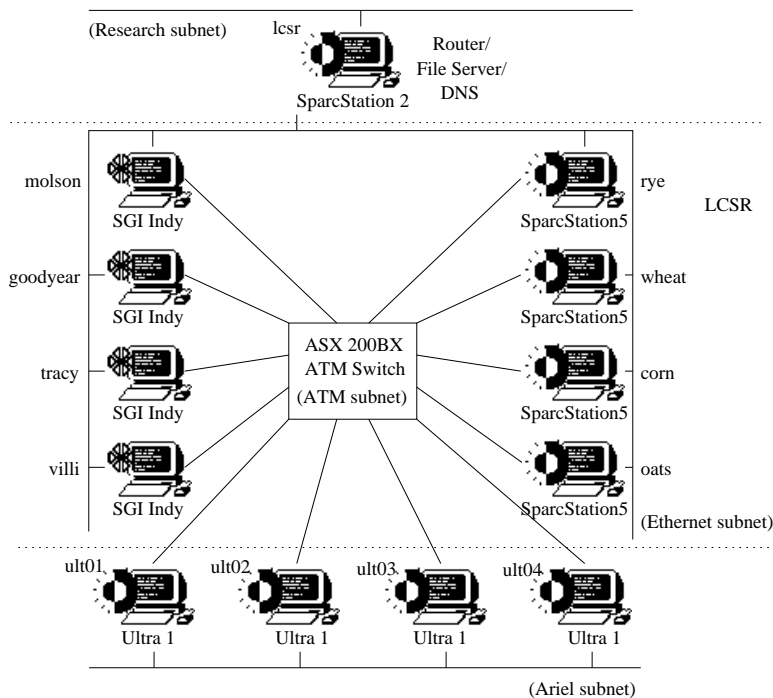 (Research subnet)
lcsr
Router/
File Server/
DNS
SparcStation 2
molson
SGI Indy
rye
SparcStation5
LCSR
goodyear
SGI Indy
wheat
SparcStation5
ASX 200BX
ATM Switch
(ATM subnet)
tracy
SGI Indy
corn
SparcStation5
villi
SGI Indy
oats
SparcStation5
(Ethernet subnet)
ult01
Ultra 1
ult02
Ultra 1
ult03
Ultra 1
ult04
Ultra 1
(Ariel subnet)